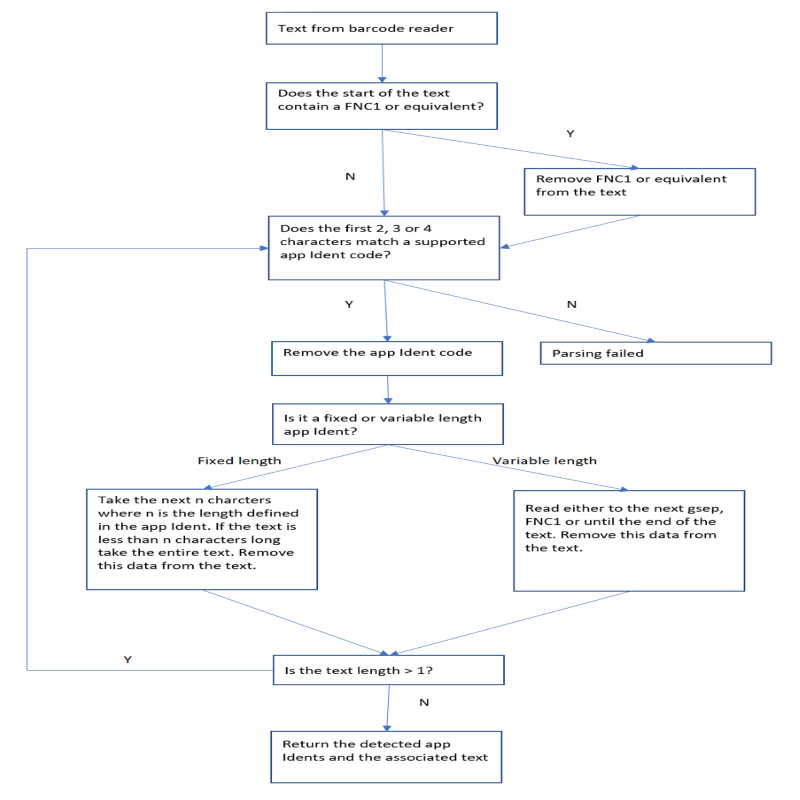 Text from barcode reader
Does the start of the text
contain a FNC1 or equivalent?
Y
N
Remove FNC1 or equivalent
from the text
Does the first 2, 3 or 4
characters match a supported
app Ident code?
Y
N
Remove the app Ident code
Parsing failed
Is it a fixed or variable length
app Ident?
Fixed length
Variable length
Take the next n charcters
where n is the length defined
in the app Ident. If the text is
less than n characters long
take the entire text. Remove
this data from the text.
Read either to the next gsep,
FNC1 or until the end of the
text. Remove this data from
the text.
Y
Is the text length > 1?
N
Return the detected app
Idents and the associated text